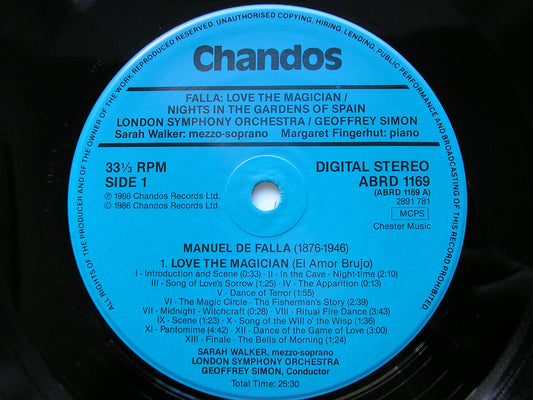 ALL RIGHTS OF THE PRODUCER AND OF THE OWNER OF THE WORK REPRODUCED RESERVED. UNAUTHORISED COPYING, HIRING, LENDING, PUBLIC PERFORMANCE AND BROADCASTING OF THIS RECORD PROHIBITED.
Chandos
FALLA: LOVE THE MAGICIAN /
NIGHTS IN THE GARDENS OF SPAIN
LONDON SYMPHONY ORCHESTRA / GEOFFREY SIMON
Sarah Walker: mezzo-soprano Margaret Fingerhut: piano
33⅓ RPM
SIDE 1
℗ 1986 Chandos Records Ltd.
© 1986 Chandos Records Ltd.
DIGITAL STEREO
ABRD 1169
(ABRD 1169 A)
2891 781
MCPS
Chester Music
MANUEL DE FALLA (1876-1946)
1. LOVE THE MAGICIAN (El Amor Brujo)
I - Introduction and Scene (0:33) · II - In the Cave - Night-time (2:10)
III - Song of Love's Sorrow (1:25) · IV - The Apparition (0:13)
V - Dance of Terror (1:55)
VI - The Magic Circle - The Fisherman's Story (2:39)
VII - Midnight - Witchcraft (0:28) · VIII - Ritual Fire Dance (3:43)
IX - Scene (1:23) · X - Song of the Will o' the Wisp (1:36)
XI - Pantomime (4:42) · XII - Dance of the Game of Love (3:00)
XIII - Finale - The Bells of Morning (1:24)
SARAH WALKER, mezzo-soprano
LONDON SYMPHONY ORCHESTRA
GEOFFREY SIMON, Conductor
Total Time: 25:30